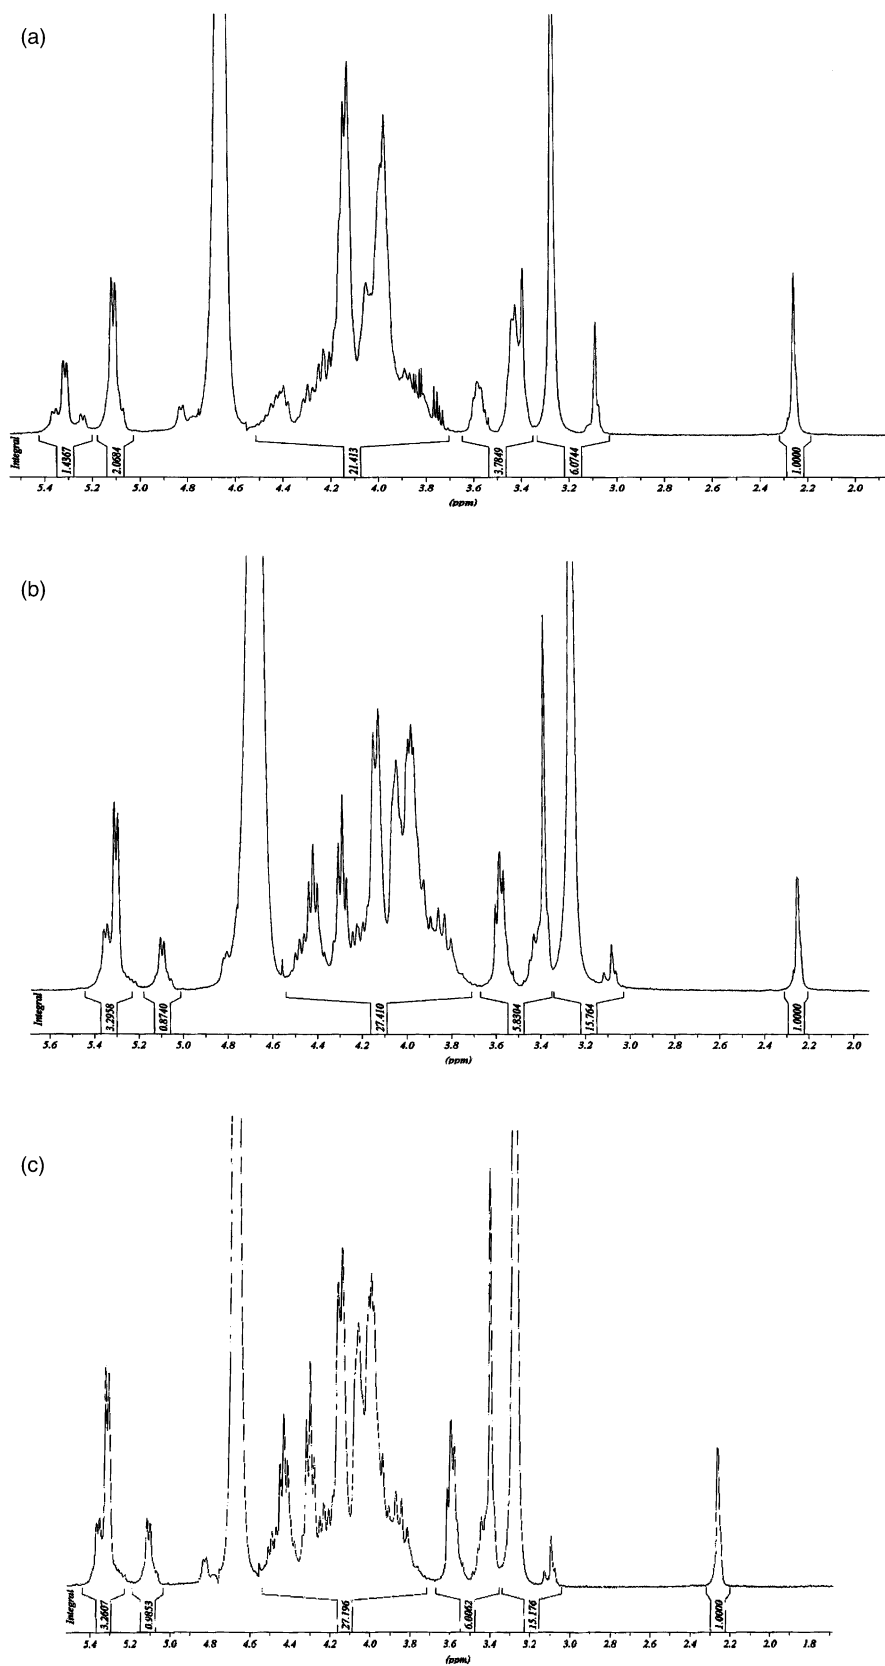 (a)
Integral
1.4367 2.0684 21.413 3.7849 6.0744 1.0000
5.4 5.2 5.0 4.8 4.6 4.4 4.2 4.0 3.8 3.6 3.4 3.2 3.0 2.8 2.6 2.4 2.2 2.0
(ppm)
(b)
Integral
3.2958 0.8740 27.410 5.8304 15.764 1.0000
5.6 5.4 5.2 5.0 4.8 4.6 4.4 4.2 4.0 3.8 3.6 3.4 3.2 3.0 2.8 2.6 2.4 2.2 2.0
(ppm)
(c)
Integral
3.2607 0.9853 27.196 6.0062 15.176 1.0000
5.4 5.2 5.0 4.8 4.6 4.4 4.2 4.0 3.8 3.6 3.4 3.2 3.0 2.8 2.6 2.4 2.2 2.0 1.8
(ppm)